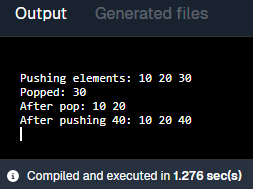 Output Generated files
Pushing elements: 10 20 30
Popped: 30
After pop: 10 20
After pushing 40: 10 20 40
Compiled and executed in 1.276 sec(s)